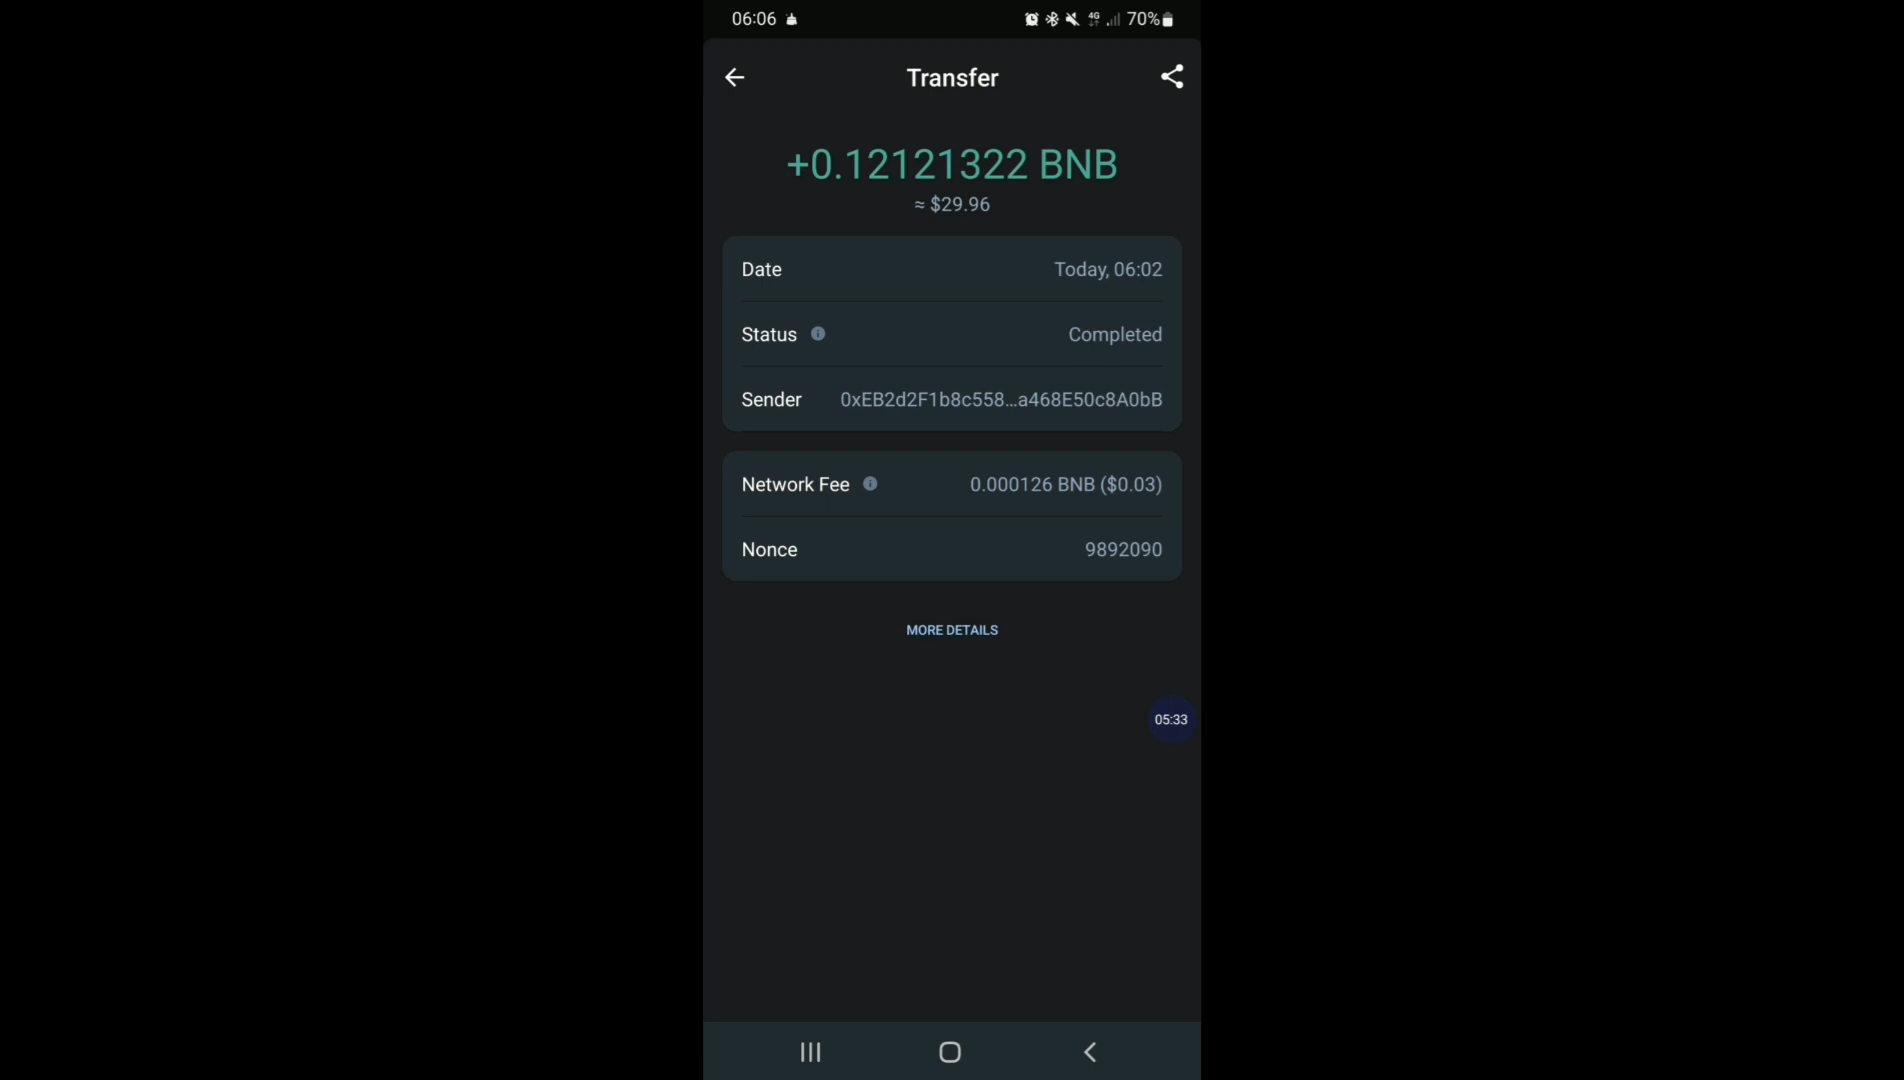 06:06 4G 70%
Transfer
+0.12121322 BNB
≈ $29.96
Date Today, 06:02
Status Completed
Sender 0xEB2d2F1b8c558...a468E50c8A0bB
Network Fee 0.000126 BNB ($0.03)
Nonce 9892090
MORE DETAILS
05:33